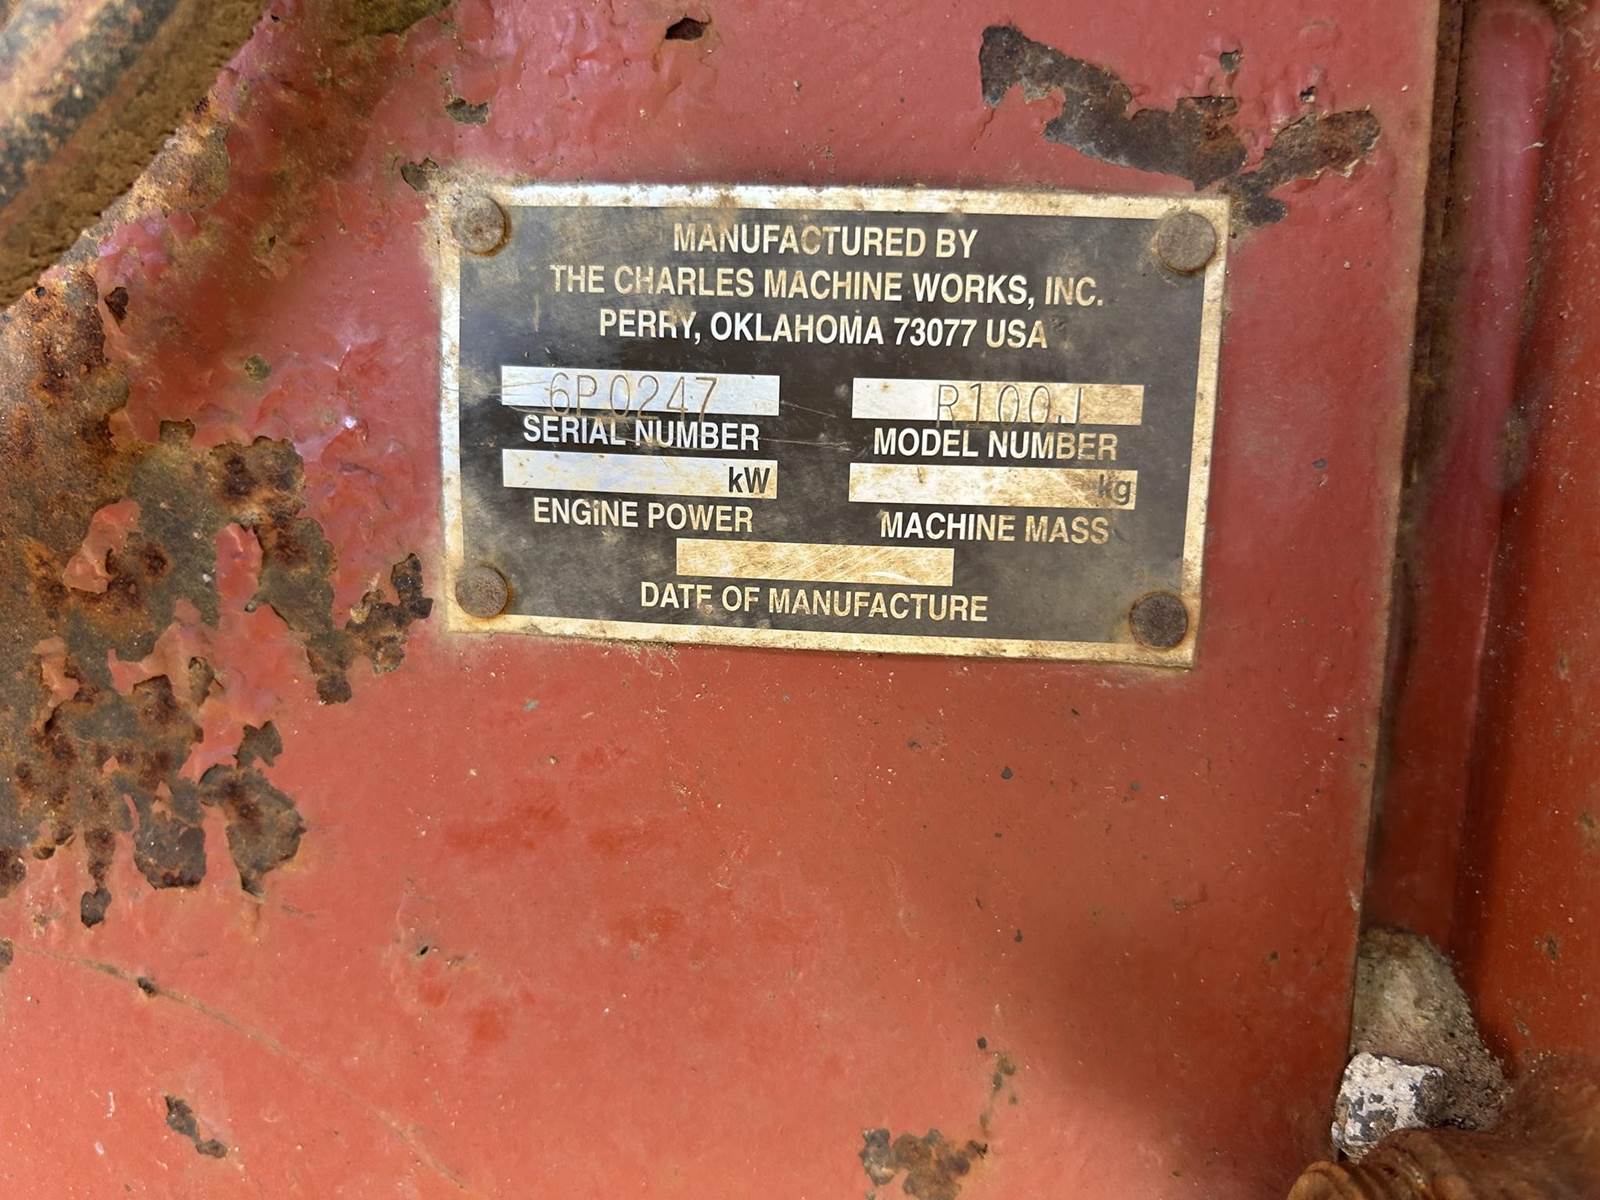 MANUFACTURED BY
THE CHARLES MACHINE WORKS, INC.
PERRY, OKLAHOMA 73077 USA
6P0247 R100J
SERIAL NUMBER MODEL NUMBER
kW kg
ENGINE POWER MACHINE MASS
DATE OF MANUFACTURE